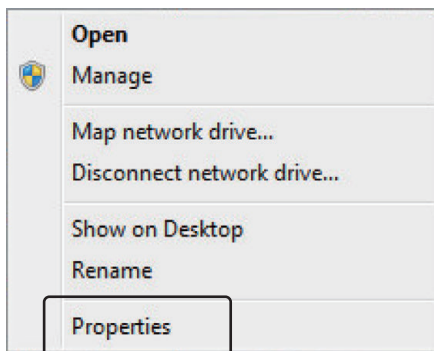 Open
Manage
Map network drive...
Disconnect network drive...
Show on Desktop
Rename
Properties